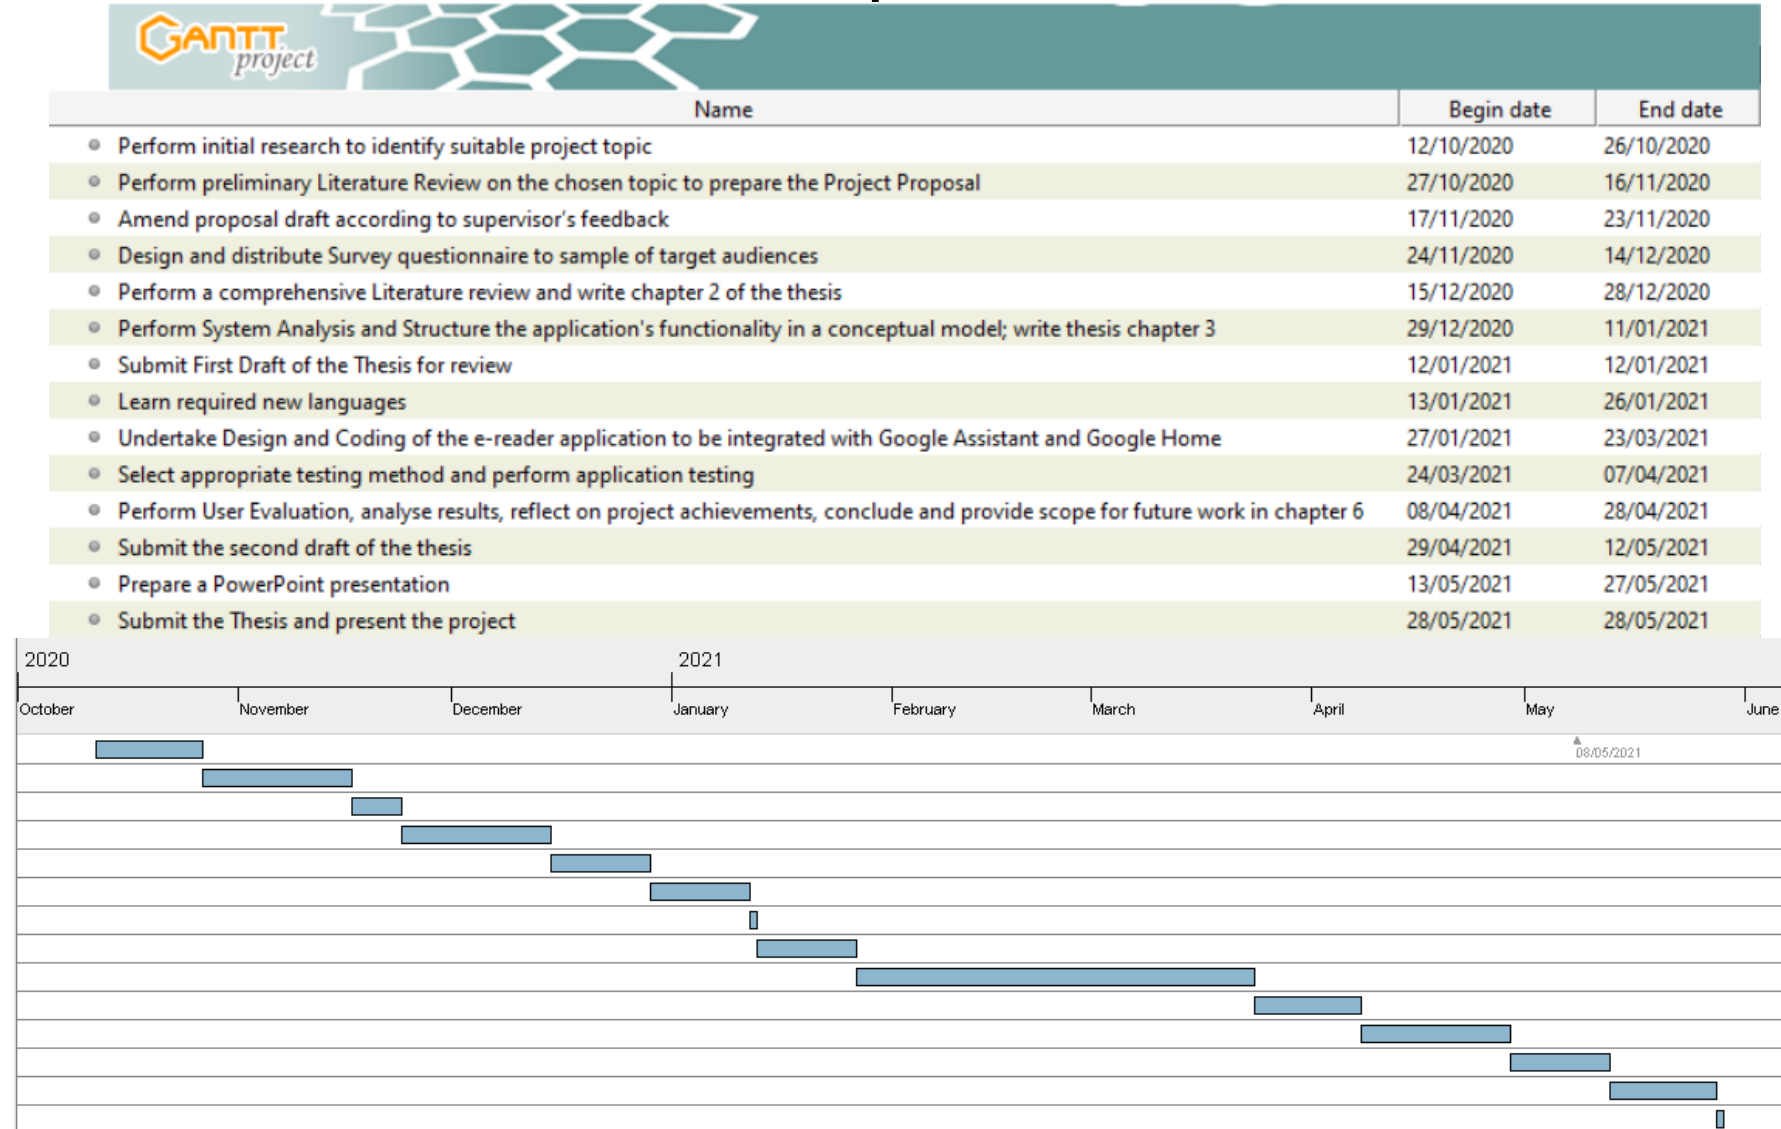 GANTT
project
Name Begin date End date
Perform initial research to identify suitable project topic 12/10/2020 26/10/2020
Perform preliminary Literature Review on the chosen topic to prepare the Project Proposal 27/10/2020 16/11/2020
Amend proposal draft according to supervisor's feedback 17/11/2020 23/11/2020
Design and distribute Survey questionnaire to sample of target audiences 24/11/2020 14/12/2020
Perform a comprehensive Literature review and write chapter 2 of the thesis 15/12/2020 28/12/2020
Perform System Analysis and Structure the application's functionality in a conceptual model; write thesis chapter 3 29/12/2020 11/01/2021
Submit First Draft of the Thesis for review 12/01/2021 12/01/2021
Learn required new languages 13/01/2021 26/01/2021
Undertake Design and Coding of the e-reader application to be integrated with Google Assistant and Google Home 27/01/2021 23/03/2021
Select appropriate testing method and perform application testing 24/03/2021 07/04/2021
Perform User Evaluation, analyse results, reflect on project achievements, conclude and provide scope for future work in chapter 6 08/04/2021 28/04/2021
Submit the second draft of the thesis 29/04/2021 12/05/2021
Prepare a PowerPoint presentation 13/05/2021 27/05/2021
Submit the Thesis and present the project 28/05/2021 28/05/2021
2020 2021
October November December January February March April May June
08/05/2021